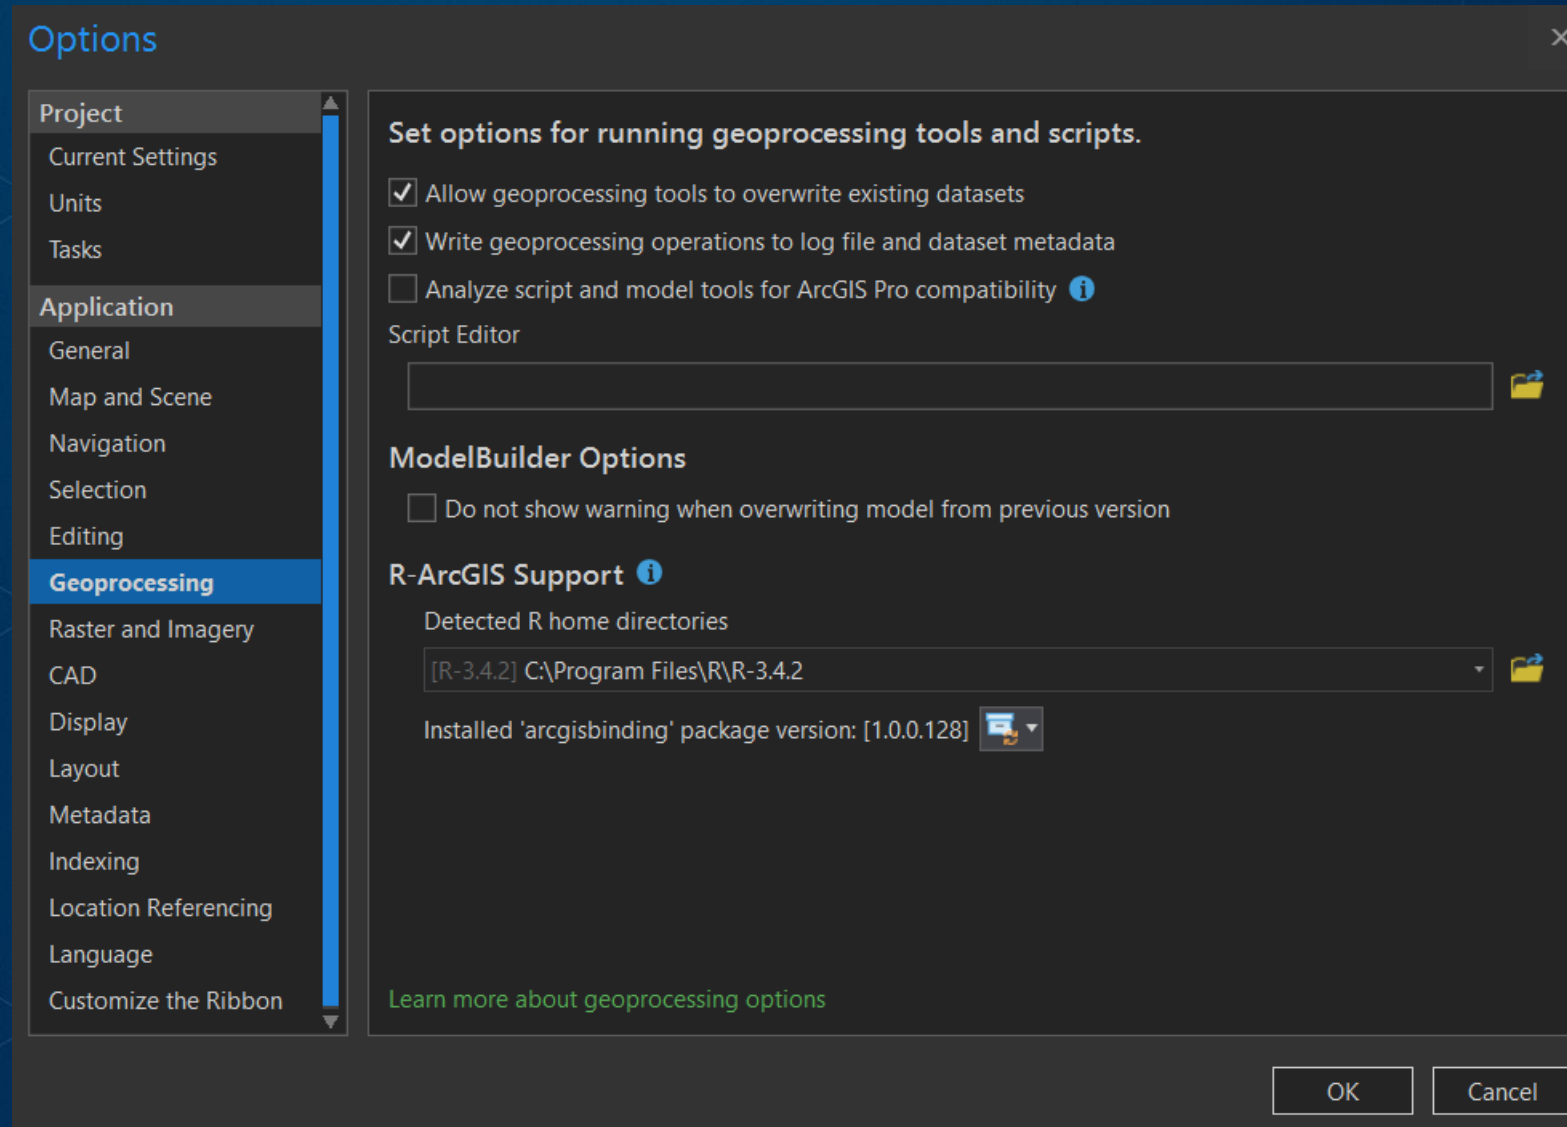 Options
Project
Current Settings
Units
Tasks
Application
General
Map and Scene
Navigation
Selection
Editing
Geoprocessing
Raster and Imagery
CAD
Display
Layout
Metadata
Indexing
Location Referencing
Language
Customize the Ribbon
Set options for running geoprocessing tools and scripts.
Allow geoprocessing tools to overwrite existing datasets
Write geoprocessing operations to log file and dataset metadata
Analyze script and model tools for ArcGIS Pro compatibility
Script Editor
ModelBuilder Options
Do not show warning when overwriting model from previous version
R-ArcGIS Support
Detected R home directories
[R-3.4.2] C:\Program Files\R\R-3.4.2
Installed 'arcgisbinding' package version: [1.0.0.128]
Learn more about geoprocessing options
OK
Cancel